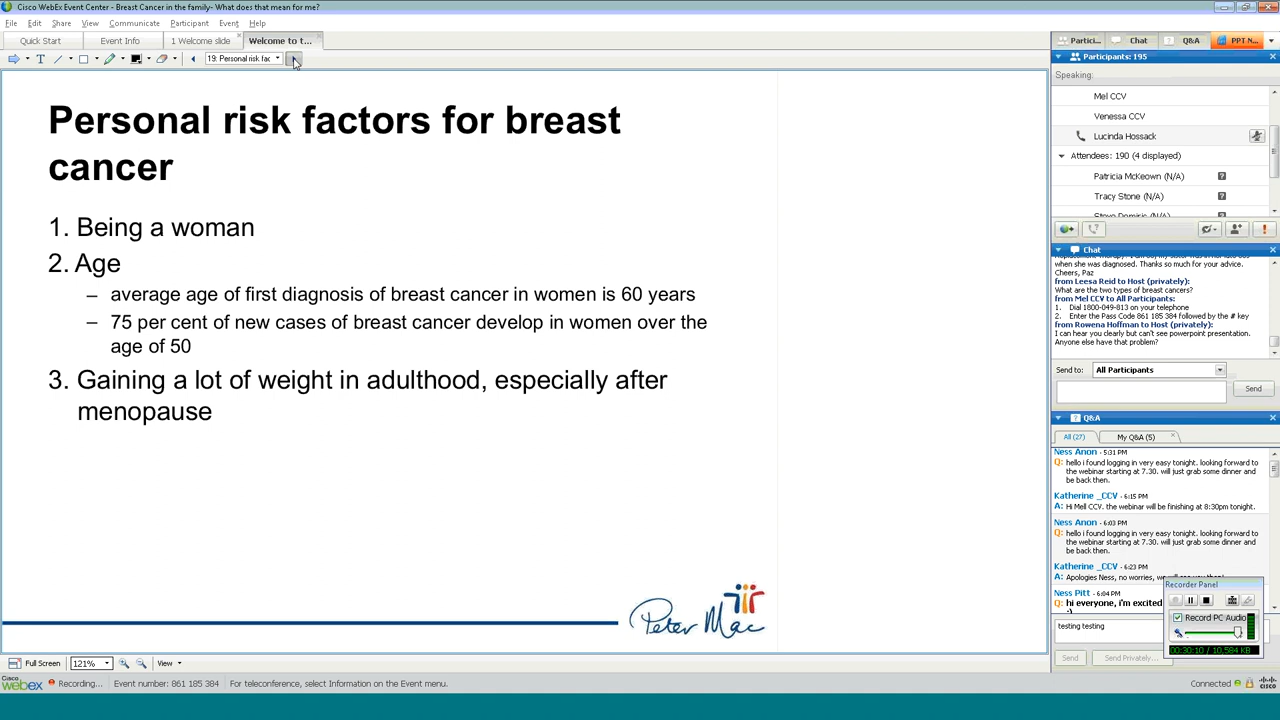 Cisco WebEx Event Center - Breast Cancer in the family- What does that mean for me?
File Edit Share View Communicate Participant Event Help
Quick Start Event Info 1 Welcome slide Welcome to t...
Partici... Chat Q&A PPT N...
19: Personal risk fac
Participants: 195
Speaking:
Mel CCV
Venessa CCV
Lucinda Hossack
Attendees: 190 (4 displayed)
Patricia McKeown (N/A)
Tracy Stone (N/A)
Personal risk factors for breast
cancer
1. Being a woman
2. Age
– average age of first diagnosis of breast cancer in women is 60 years
– 75 per cent of new cases of breast cancer develop in women over the
age of 50
3. Gaining a lot of weight in adulthood, especially after
menopause
Peter Mac
Chat
when she was diagnosed. Thanks so much for your advice.
Cheers, Paz
from Leesa Reid to Host (privately):
What are the two types of breast cancers?
from Mel CCV to All Participants:
1. Dial 1800-049-813 on your telephone
2. Enter the Pass Code 861 185 384 followed by the # key
from Rowena Hoffman to Host (privately):
I can hear you clearly but can't see powerpoint presentation.
Anyone else have that problem?
Send to: All Participants
Send
Q&A
All (27) My Q&A (5)
Ness Anon - 5:31 PM
Q: hello i found logging in very easy tonight. looking forward to
the webinar starting at 7.30. will just grab some dinner and
be back then.
Katherine _CCV - 6:15 PM
A: Hi Mell CCV. the webinar will be finishing at 8:30pm tonight.
Ness Anon - 6:03 PM
Q: hello i found logging in very easy tonight. looking forward to
the webinar starting at 7.30. will just grab some dinner and
be back then.
Katherine _CCV - 6:23 PM
A: Apologies Ness, no worries,
Ness Pitt - 6:04 PM
Q: hi everyone, i'm excited
:)
Recorder Panel
Record PC Audio
00:30:10 / 10,584 KB
testing testing
Send Send Privately...
Full Screen 121% View
Cisco webex Recording... Event number: 861 185 384 For teleconference, select Information on the Event menu. Connected cisco